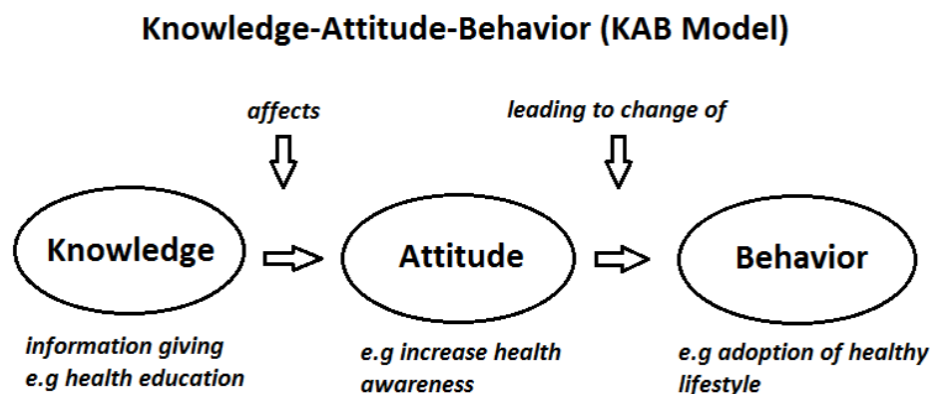 Knowledge-Attitude-Behavior (KAB Model)
affects
leading to change of
Knowledge
Attitude
Behavior
information giving
e.g health education
e.g increase health
awareness
e.g adoption of healthy
lifestyle